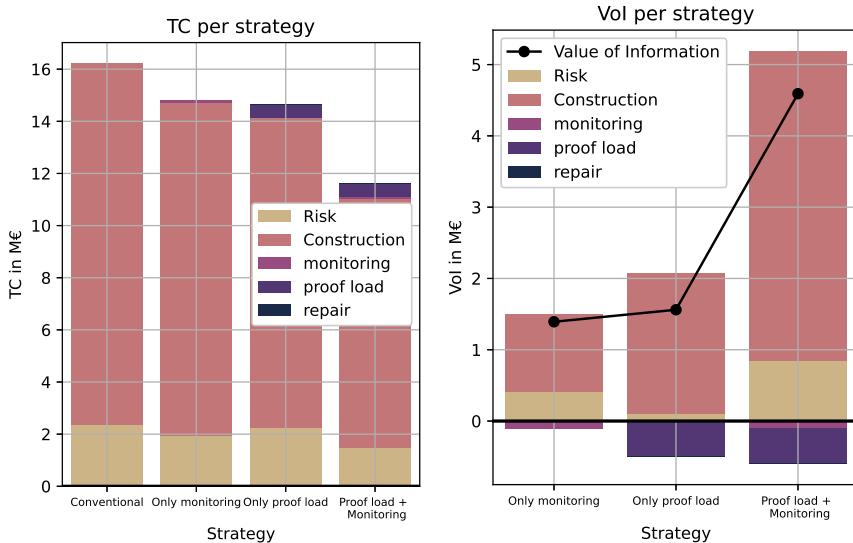 TC per strategy
16
14
12
10
8
6
4
2
0
TC in M€
Risk
Construction
monitoring
proof load
repair
Conventional
Only monitoring
Only proof load
Proof load +
Monitoring
Strategy
VoI per strategy
5
4
3
2
1
0
VoI in M€
Value of Information
Risk
Construction
monitoring
proof load
repair
Only monitoring
Only proof load
Proof load +
Monitoring
Strategy